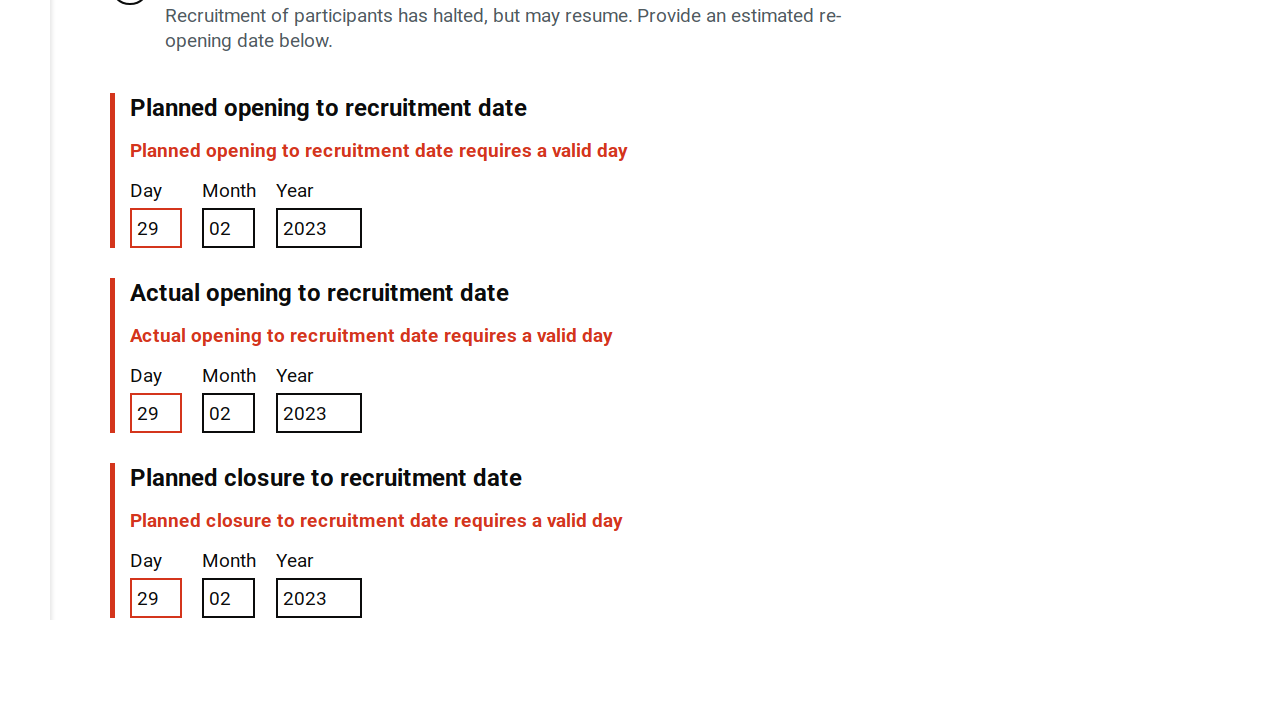 Recruitment of participants has halted, but may resume. Provide an estimated re-
opening date below.
Planned opening to recruitment date
Planned opening to recruitment date requires a valid day
Day Month Year
29 02 2023
Actual opening to recruitment date
Actual opening to recruitment date requires a valid day
Day Month Year
29 02 2023
Planned closure to recruitment date
Planned closure to recruitment date requires a valid day
Day Month Year
29 02 2023